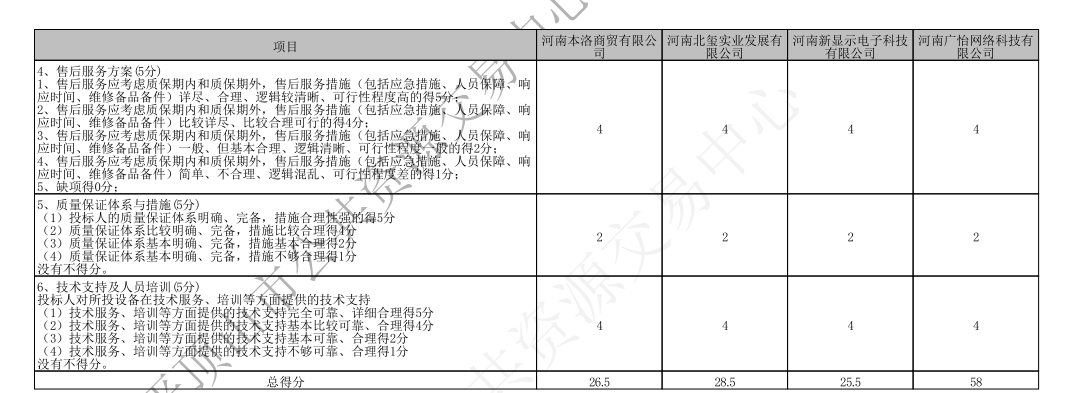 项目
河南本洛商贸有限公
司
河南北玺实业发展有
限公司
河南新显示电子科技
有限公司
河南广怡网络科技有
限公司
4、售后服务方案(5分)
1、售后服务应考虑质保期内和质保期外，售后服务措施（包括应急措施、人员保障、响
应时间、维修备品备件）详尽、合理、逻辑较清晰、可行性程度高的得5分；
2、售后服务应考虑质保期内和质保期外，售后服务措施（包括应急措施、人员保障、响
应时间、维修备品备件）比较详尽、比较合理可行的得4分；
3、售后服务应考虑质保期内和质保期外，售后服务措施（包括应急措施、人员保障、响
应时间、维修备品备件）一般、但基本合理、逻辑清晰、可行性程度一般的得2分；
4、售后服务应考虑质保期内和质保期外，售后服务措施（包括应急措施、人员保障、响
应时间、维修备品备件）简单、不合理、逻辑混乱、可行性程度差的得1分；
5、缺项得0分；
4
4
4
4
5、质量保证体系与措施(5分)
（1）投标人的质量保证体系明确、完备，措施合理性强的得5分
（2）质量保证体系比较明确、完备，措施比较合理得4分
（3）质量保证体系基本明确、完备，措施基本合理得2分
（4）质量保证体系基本明确、完备，措施不够合理得1分
没有不得分。
2
2
2
2
6、技术支持及人员培训(5分)
投标人对所投设备在技术服务、培训等方面提供的技术支持
（1）技术服务、培训等方面提供的技术支持完全可靠、详细合理得5分
（2）技术服务、培训等方面提供的技术支持基本比较可靠、合理得4分
（3）技术服务、培训等方面提供的技术支持基本可靠、合理得2分
（4）技术服务、培训等方面提供的技术支持不够可靠、合理得1分
没有不得分。
4
4
4
4
总得分
26.5
28.5
25.5
58
平顶山市公共资源交易中心
共资源交易中心